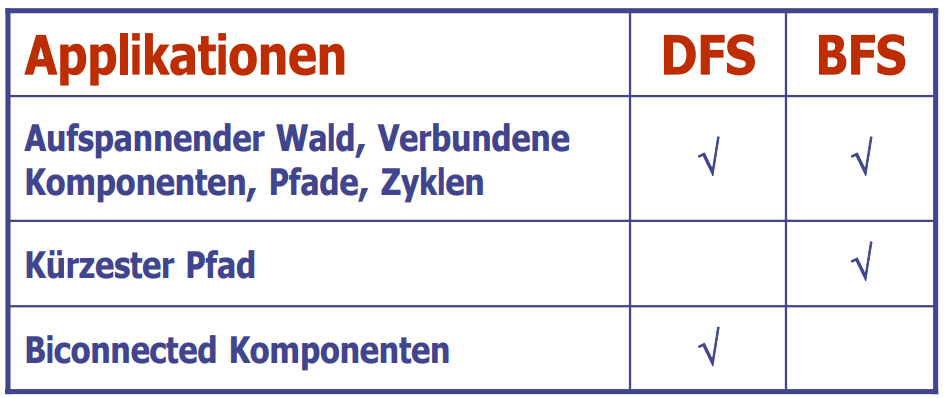 Applikationen DFS BFS
Aufspannender Wald, Verbundene
Komponenten, Pfade, Zyklen √ √
Kürzester Pfad √
Biconnected Komponenten √